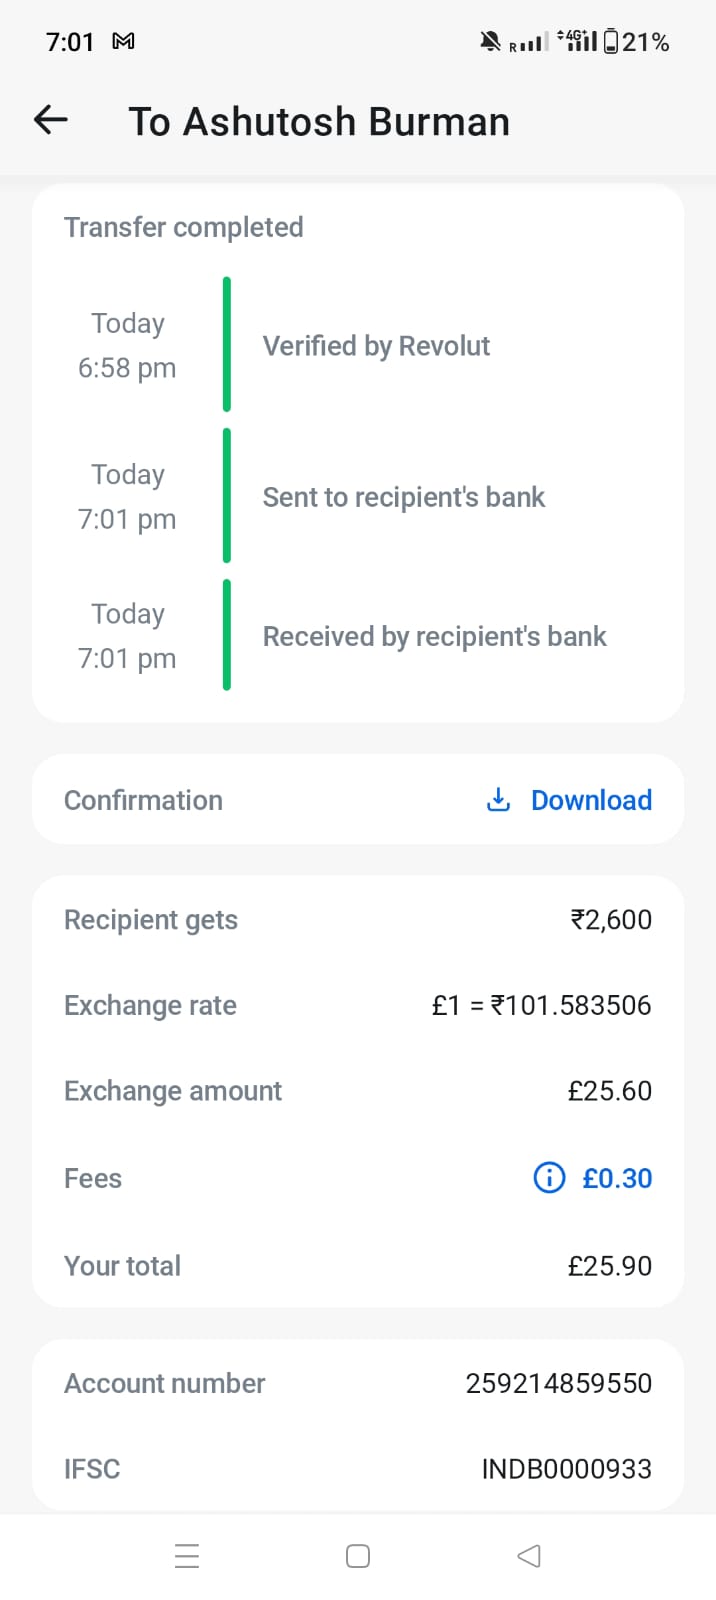 7:01
R 4G+ 21%
To Ashutosh Burman
Transfer completed
Today
6:58 pm
Verified by Revolut
Today
7:01 pm
Sent to recipient's bank
Today
7:01 pm
Received by recipient's bank
Confirmation Download
Recipient gets ₹2,600
Exchange rate £1 = ₹101.583506
Exchange amount £25.60
Fees £0.30
Your total £25.90
Account number 259214859550
IFSC INDB0000933